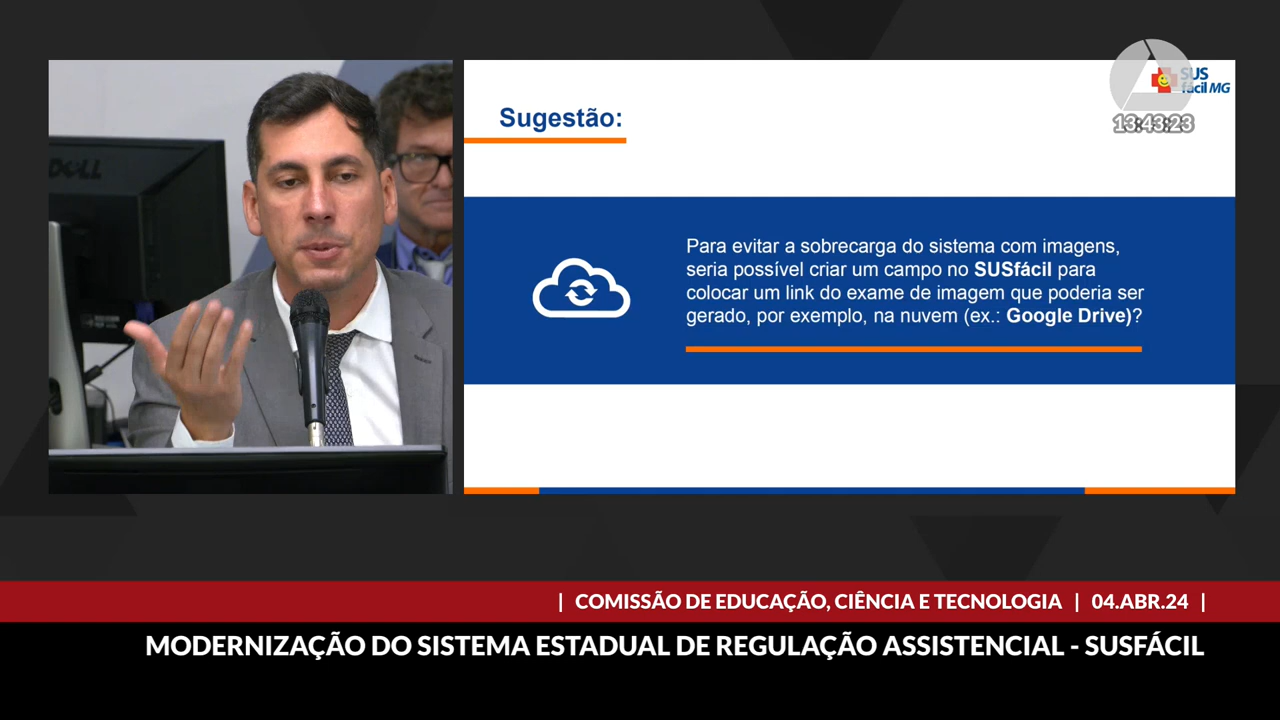 DELL
Sugestão:
SUS
fácil MG
13:43:23
Para evitar a sobrecarga do sistema com imagens,
seria possível criar um campo no SUSfácil para
colocar um link do exame de imagem que poderia ser
gerado, por exemplo, na nuvem (ex.: Google Drive)?
| COMISSÃO DE EDUCAÇÃO, CIÊNCIA E TECNOLOGIA | 04.ABR.24 |
MODERNIZAÇÃO DO SISTEMA ESTADUAL DE REGULAÇÃO ASSISTENCIAL - SUSFÁCIL